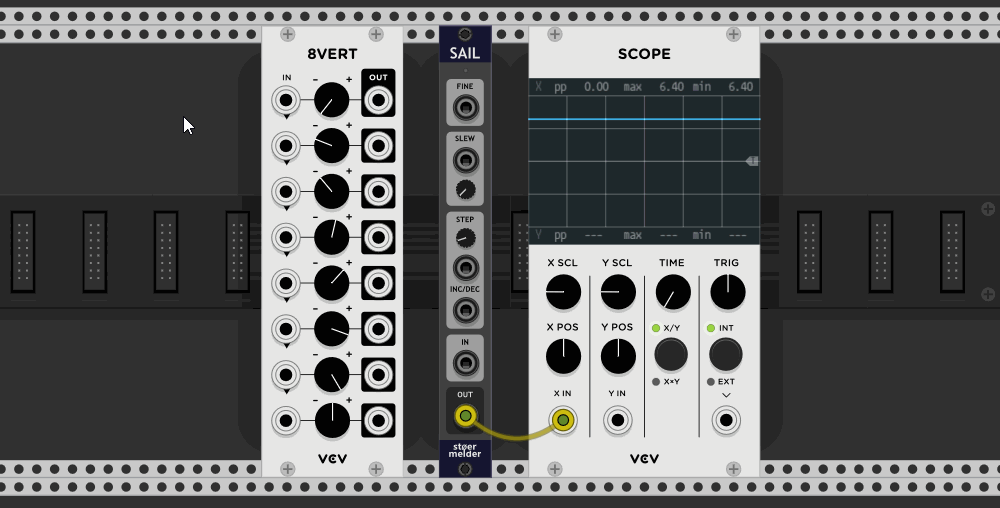 8VERT
IN
- +
OUT
- +
- +
- +
- +
- +
- +
- +
VCV
SAIL
FINE
SLEW
STEP
INC/DEC
IN
OUT
støer
melder
SCOPE
X pp 0.00 max 6.40 min 6.40
1
Y pp --- max --- min ---
X SCL Y SCL TIME TRIG
X POS Y POS X/Y INT
X×Y EXT
X IN Y IN
VCV